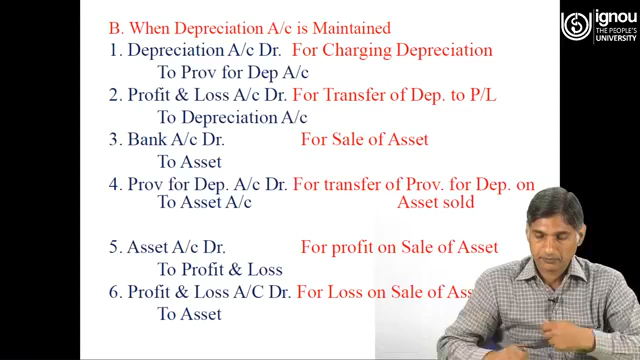 B. When Depreciation A/c is Maintained
1. Depreciation A/c Dr. For Charging Depreciation
To Prov for Dep A/c
2. Profit & Loss A/c Dr. For Transfer of Dep. to P/L
To Depreciation A/c
3. Bank A/c Dr. For Sale of Asset
To Asset
4. Prov for Dep. A/c Dr. For transfer of Prov. for Dep. on
To Asset A/c Asset sold
5. Asset A/c Dr. For profit on Sale of Asset
To Profit & Loss
6. Profit & Loss A/C Dr. For Loss on Sale of
To Asset
ignou
THE PEOPLE'S
UNIVERSITY